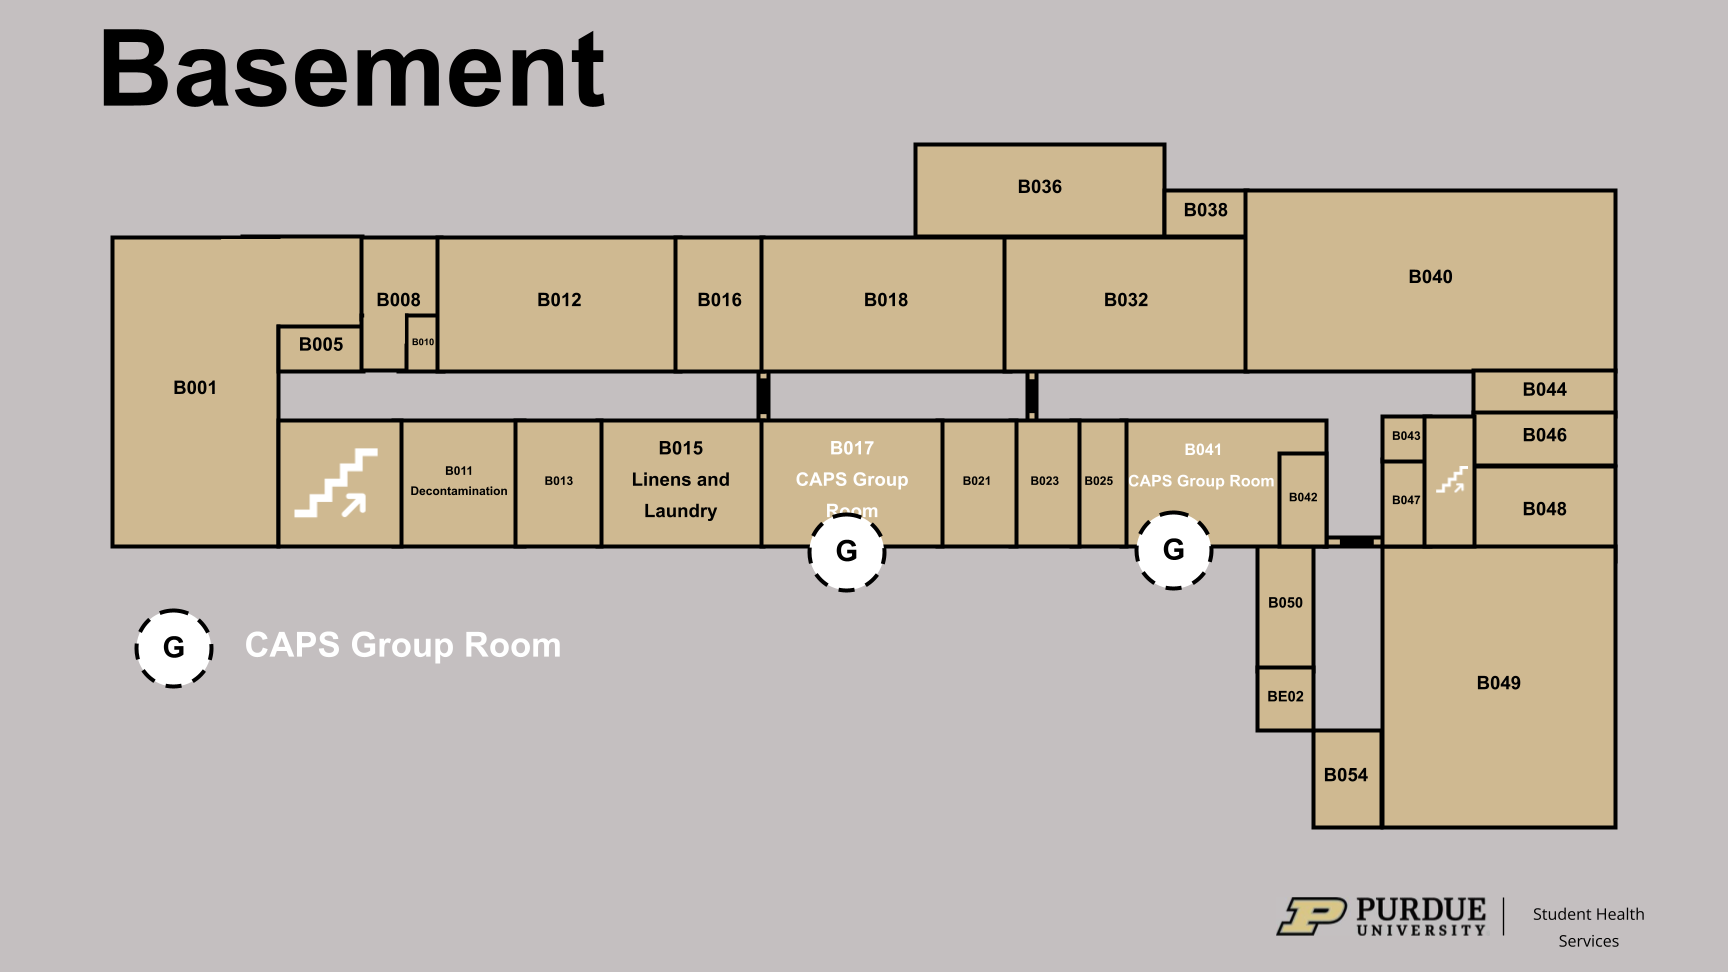 Basement
B036
B038
B040
B008
B012
B016
B018
B032
B005
B010
B001
B044
B043
B046
B011
Decontamination
B013
B015
Linens and
Laundry
B017
CAPS Group
Room
G
B021
B023
B025
B041
CAPS Group Room
G
B042
B047
B048
B050
BE02
B049
B054
G
CAPS Group Room
PURDUE
UNIVERSITY
Student Health
Services